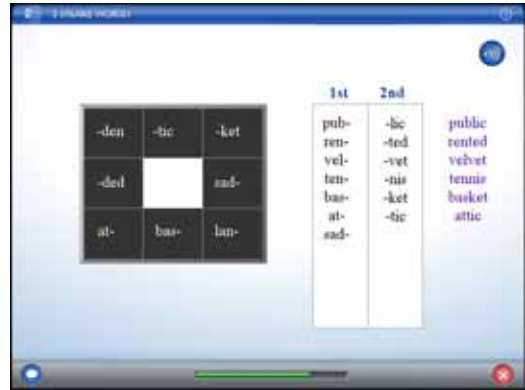 2 SYLLABLE WORDS
1st 2nd
-den -tic -ket
-ded sad-
at- bas- lan-
pub- -lic public
ren- -ted rented
vel- -vet velvet
ten- -nis tennis
bas- -ket basket
at- -tic attic
sad-